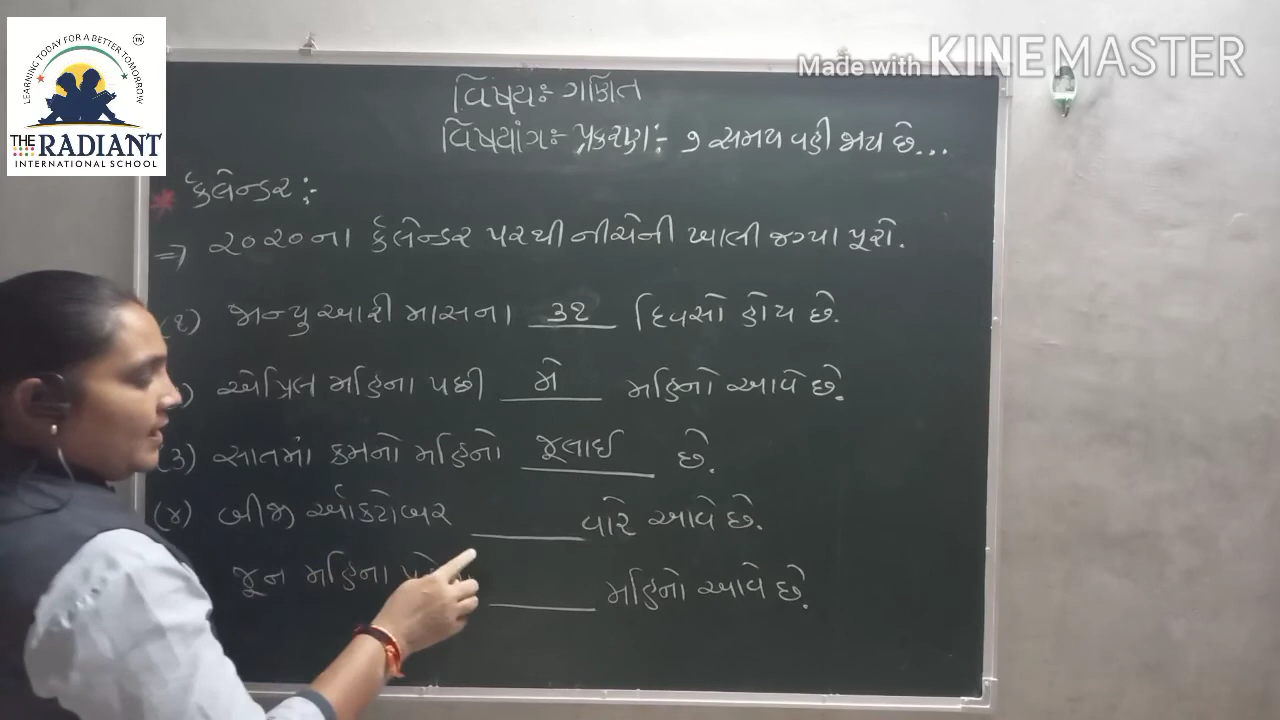 LEARNING TODAY FOR A BETTER TOMORROW
THE RADIANT
INTERNATIONAL SCHOOL
Made with KINEMASTER
વિષયઃ ગણિત
વિષયાંગઃ- પ્રકરણઃ- ૭ સમય વહી જાય છે...
* કેલેન્ડર :-
⇒ ૨૦૨૦ના કેલેન્ડર પરથી નીચેની ખાલી જગ્યા પૂરો.
(૧) જાન્યુઆરી માસના ૩૧ દિવસો હોય છે.
) એપ્રિલ મહિના પછી મે મહિનો આવે છે.
(૩) સાતમાં ક્રમનો મહિનો જૂલાઈ છે.
(૪) બીજી ઓક્ટોબર ______ વારે આવે છે.
જૂન મહિના ______ મહિનો આવે છે.